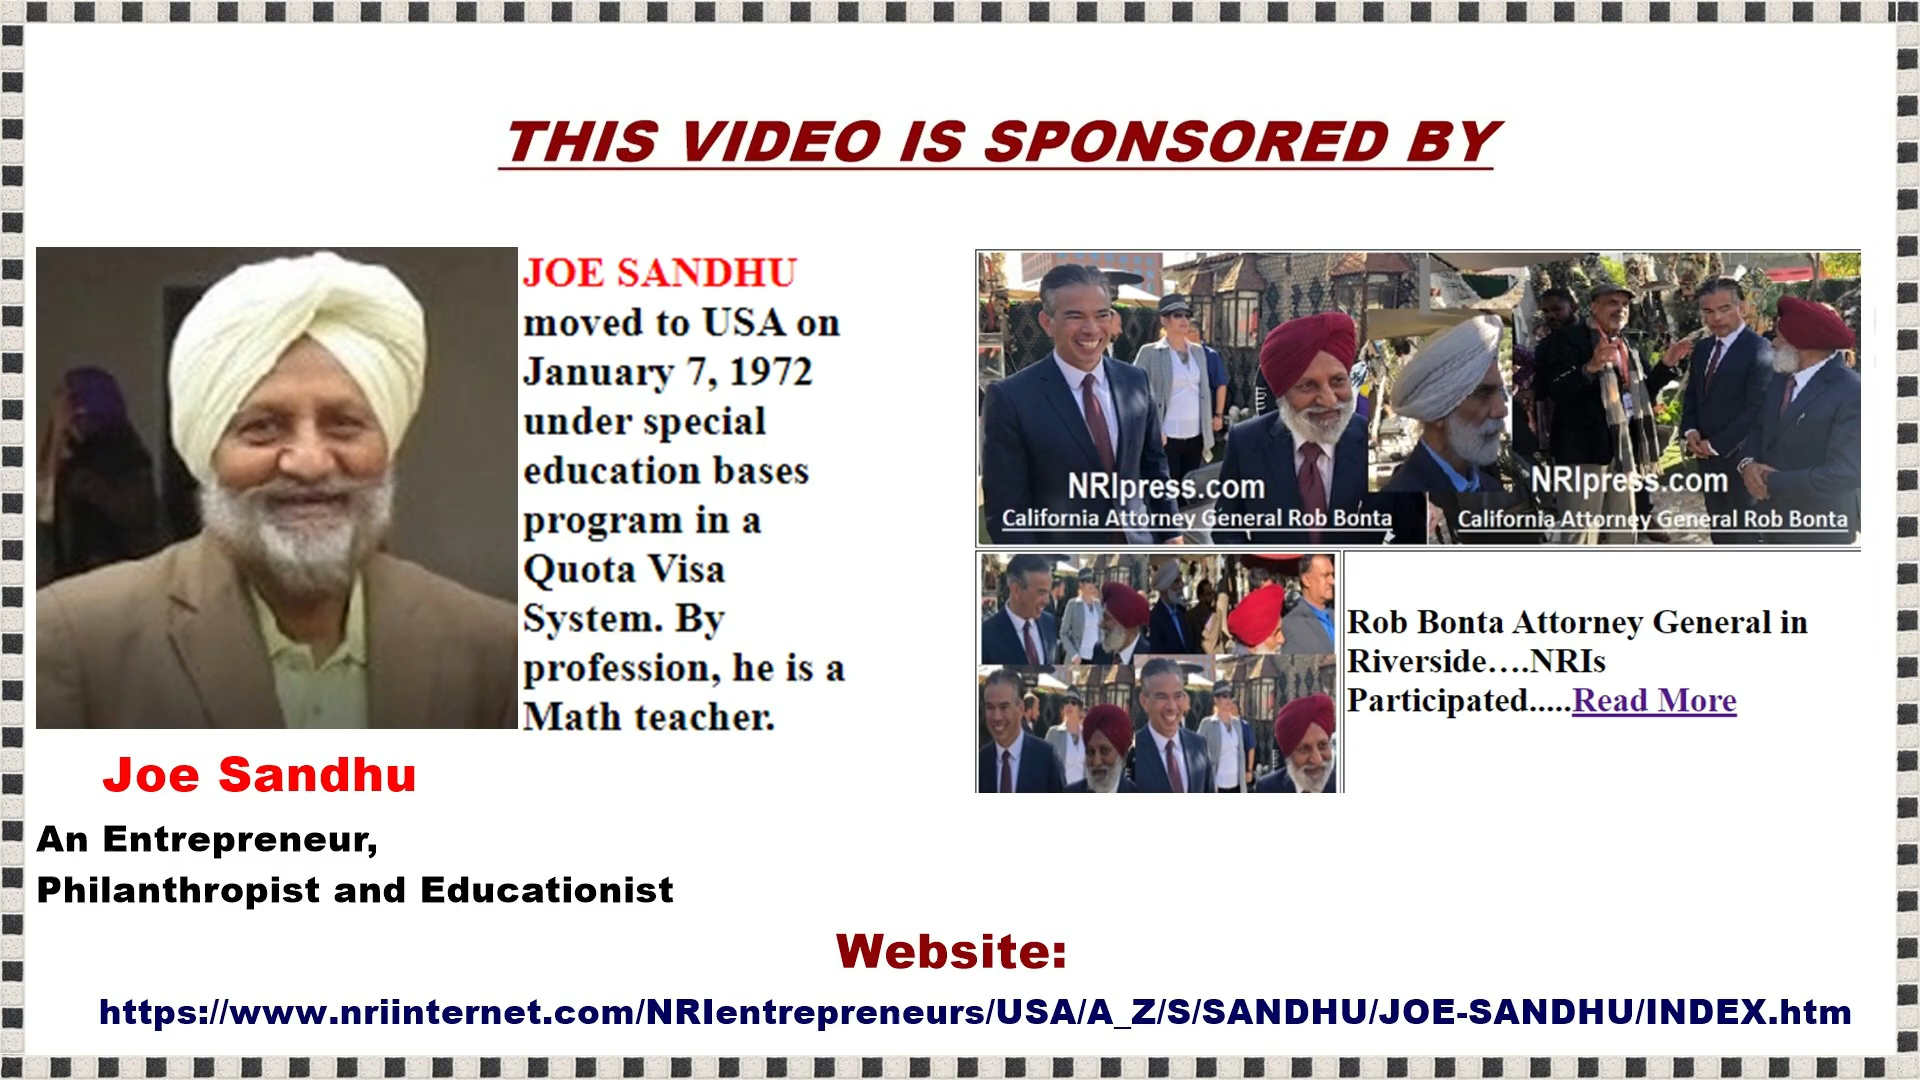 THIS VIDEO IS SPONSORED BY
JOE SANDHU
moved to USA on
January 7, 1972
under special
education bases
program in a
Quota Visa
System. By
profession, he is a
Math teacher.
Joe Sandhu
An Entrepreneur,
Philanthropist and Educationist
NRIpress.com
California Attorney General Rob Bonta
NRIpress.com
California Attorney General Rob Bonta
Rob Bonta Attorney General in
Riverside….NRIs
Participated.....Read More
Website:
https://www.nriinternet.com/NRIentrepreneurs/USA/A_Z/S/SANDHU/JOE-SANDHU/INDEX.htm